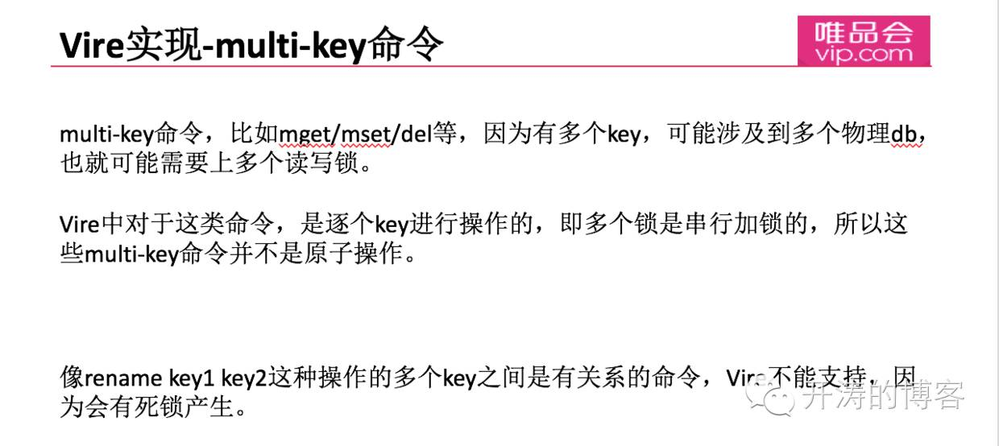 Vire实现-multi-key命令
唯品会
vip.com
multi-key命令，比如mget/mset/del等，因为有多个key，可能涉及到多个物理db，
也就可能需要上多个读写锁。
Vire中对于这类命令，是逐个key进行操作的，即多个锁是串行加锁的，所以这
些multi-key命令并不是原子操作。
像rename key1 key2这种操作的多个key之间是有关系的命令，Vire不能支持，因
为会有死锁产生。
开涛的博客